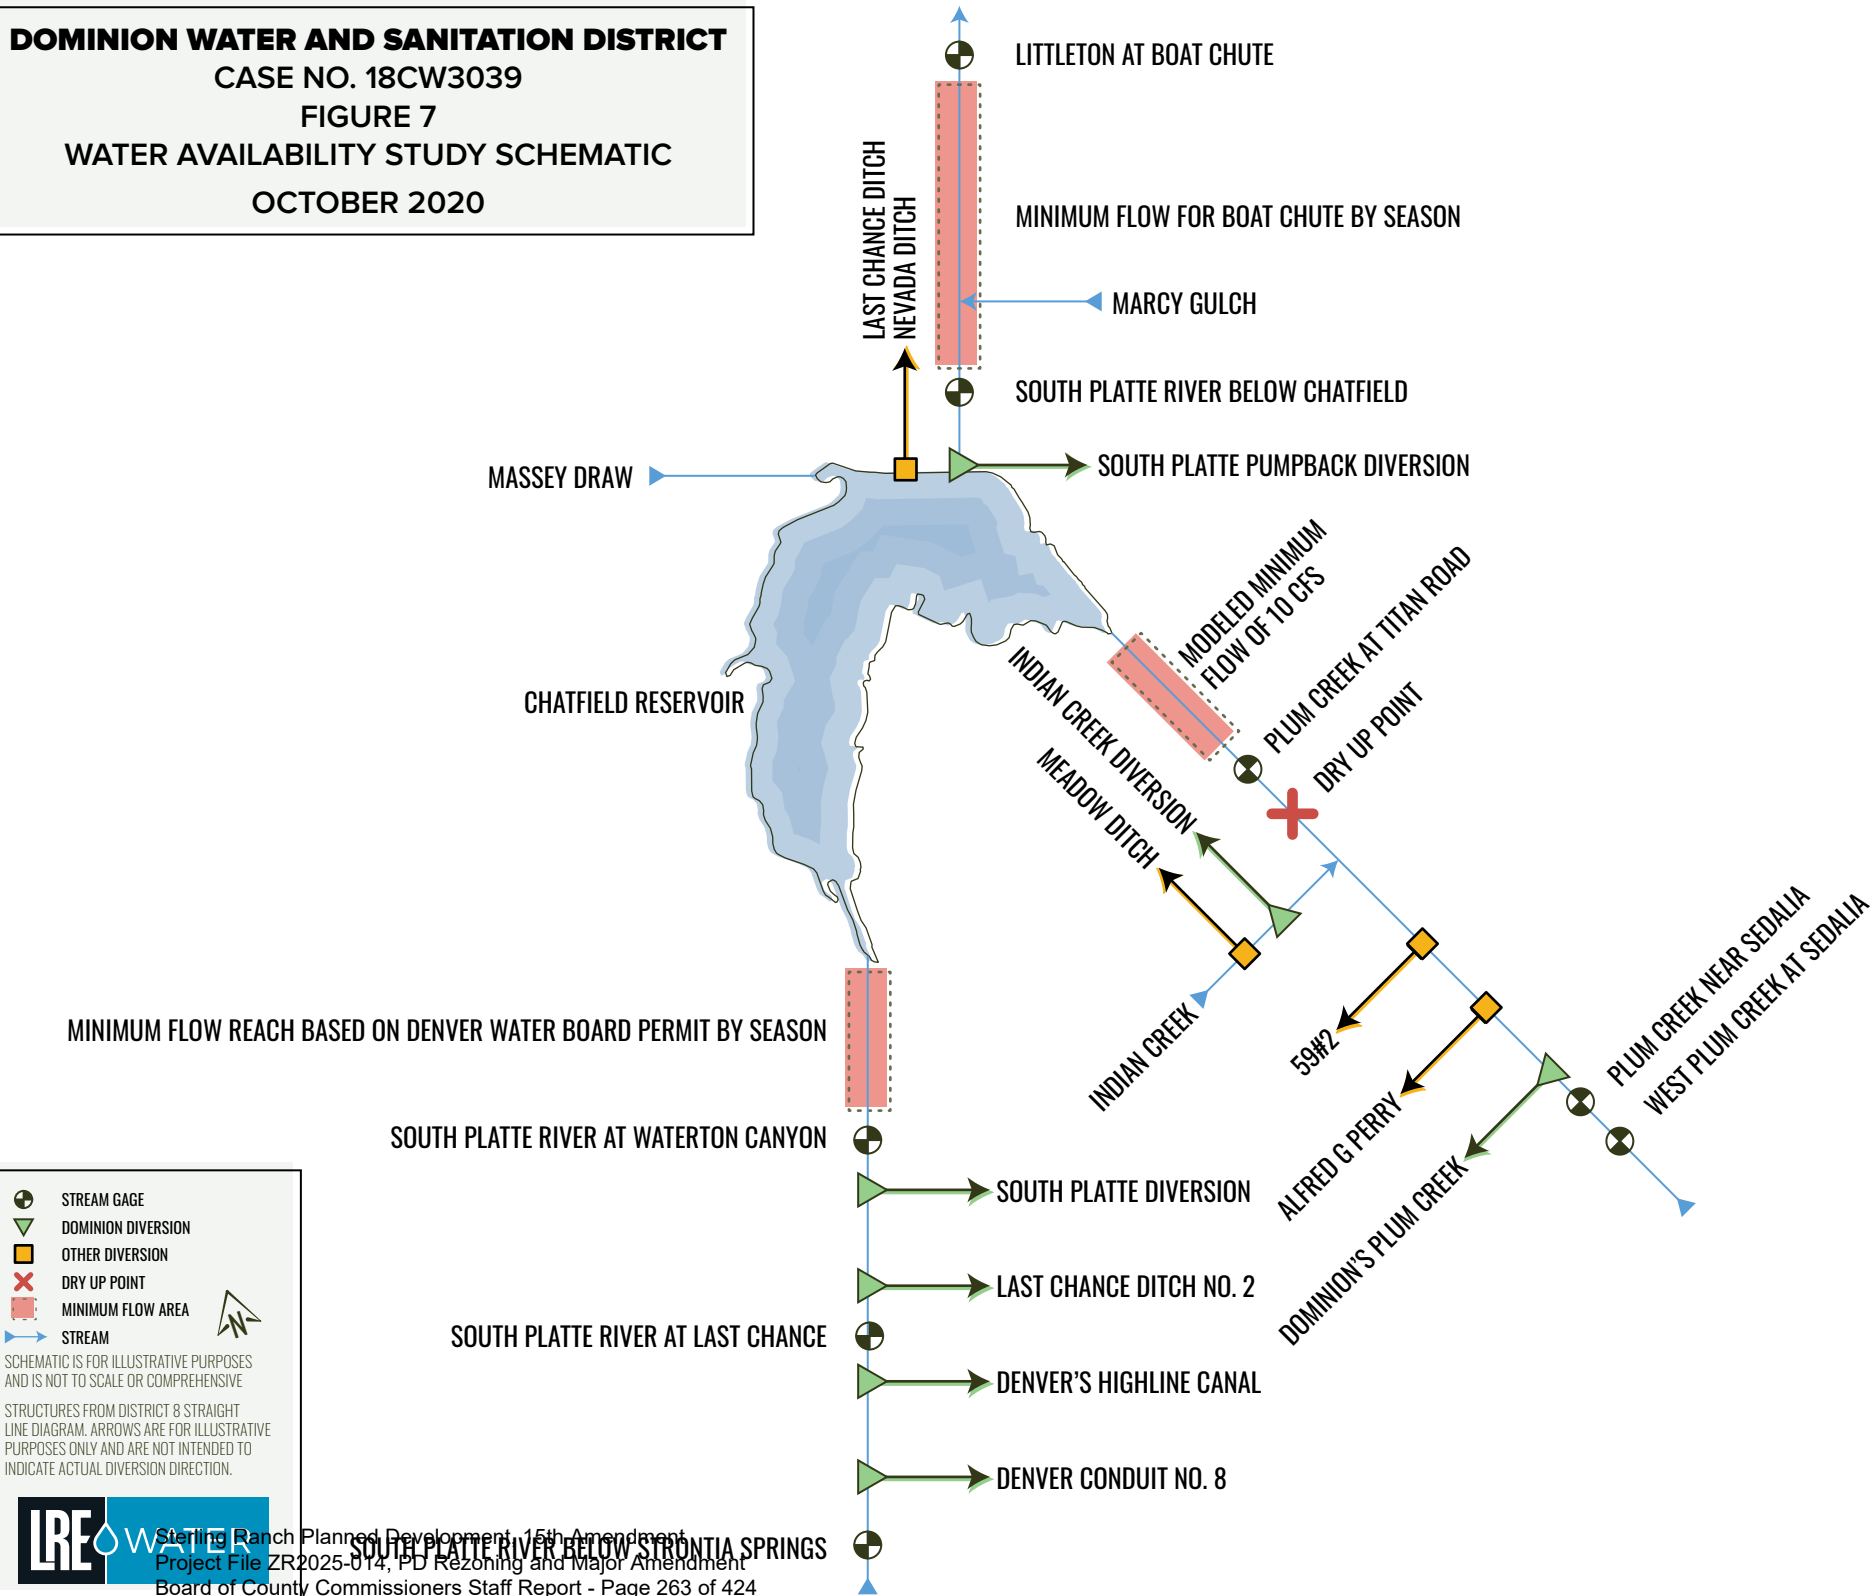 DOMINION WATER AND SANITATION DISTRICT
CASE NO. 18CW3039
FIGURE 7
WATER AVAILABILITY STUDY SCHEMATIC
OCTOBER 2020
LITTLETON AT BOAT CHUTE
LAST CHANCE DITCH
NEVADA DITCH
MINIMUM FLOW FOR BOAT CHUTE BY SEASON
MARCY GULCH
SOUTH PLATTE RIVER BELOW CHATFIELD
MASSEY DRAW
SOUTH PLATTE PUMPBACK DIVERSION
MODELED MINIMUM
FLOW OF 10 CFS
PLUM CREEK AT TITAN ROAD
DRY UP POINT
CHATFIELD RESERVOIR
INDIAN CREEK DIVERSION
MEADOW DITCH
INDIAN CREEK
59#2
ALFRED G PERRY
DOMINION'S PLUM CREEK
PLUM CREEK NEAR SEDALIA
WEST PLUM CREEK AT SEDALIA
MINIMUM FLOW REACH BASED ON DENVER WATER BOARD PERMIT BY SEASON
SOUTH PLATTE RIVER AT WATERTON CANYON
SOUTH PLATTE DIVERSION
LAST CHANCE DITCH NO. 2
SOUTH PLATTE RIVER AT LAST CHANCE
DENVER'S HIGHLINE CANAL
DENVER CONDUIT NO. 8
SOUTH PLATTE RIVER BELOW STRONTIA SPRINGS
STREAM GAGE
DOMINION DIVERSION
OTHER DIVERSION
DRY UP POINT
MINIMUM FLOW AREA
STREAM
N
SCHEMATIC IS FOR ILLUSTRATIVE PURPOSES
AND IS NOT TO SCALE OR COMPREHENSIVE
STRUCTURES FROM DISTRICT 8 STRAIGHT
LINE DIAGRAM. ARROWS ARE FOR ILLUSTRATIVE
PURPOSES ONLY AND ARE NOT INTENDED TO
INDICATE ACTUAL DIVERSION DIRECTION.
LRE WATER
Sterling Ranch Planned Development, 15th Amendment
Project File ZR2025-014, PD Rezoning and Major Amendment
Board of County Commissioners Staff Report - Page 263 of 424